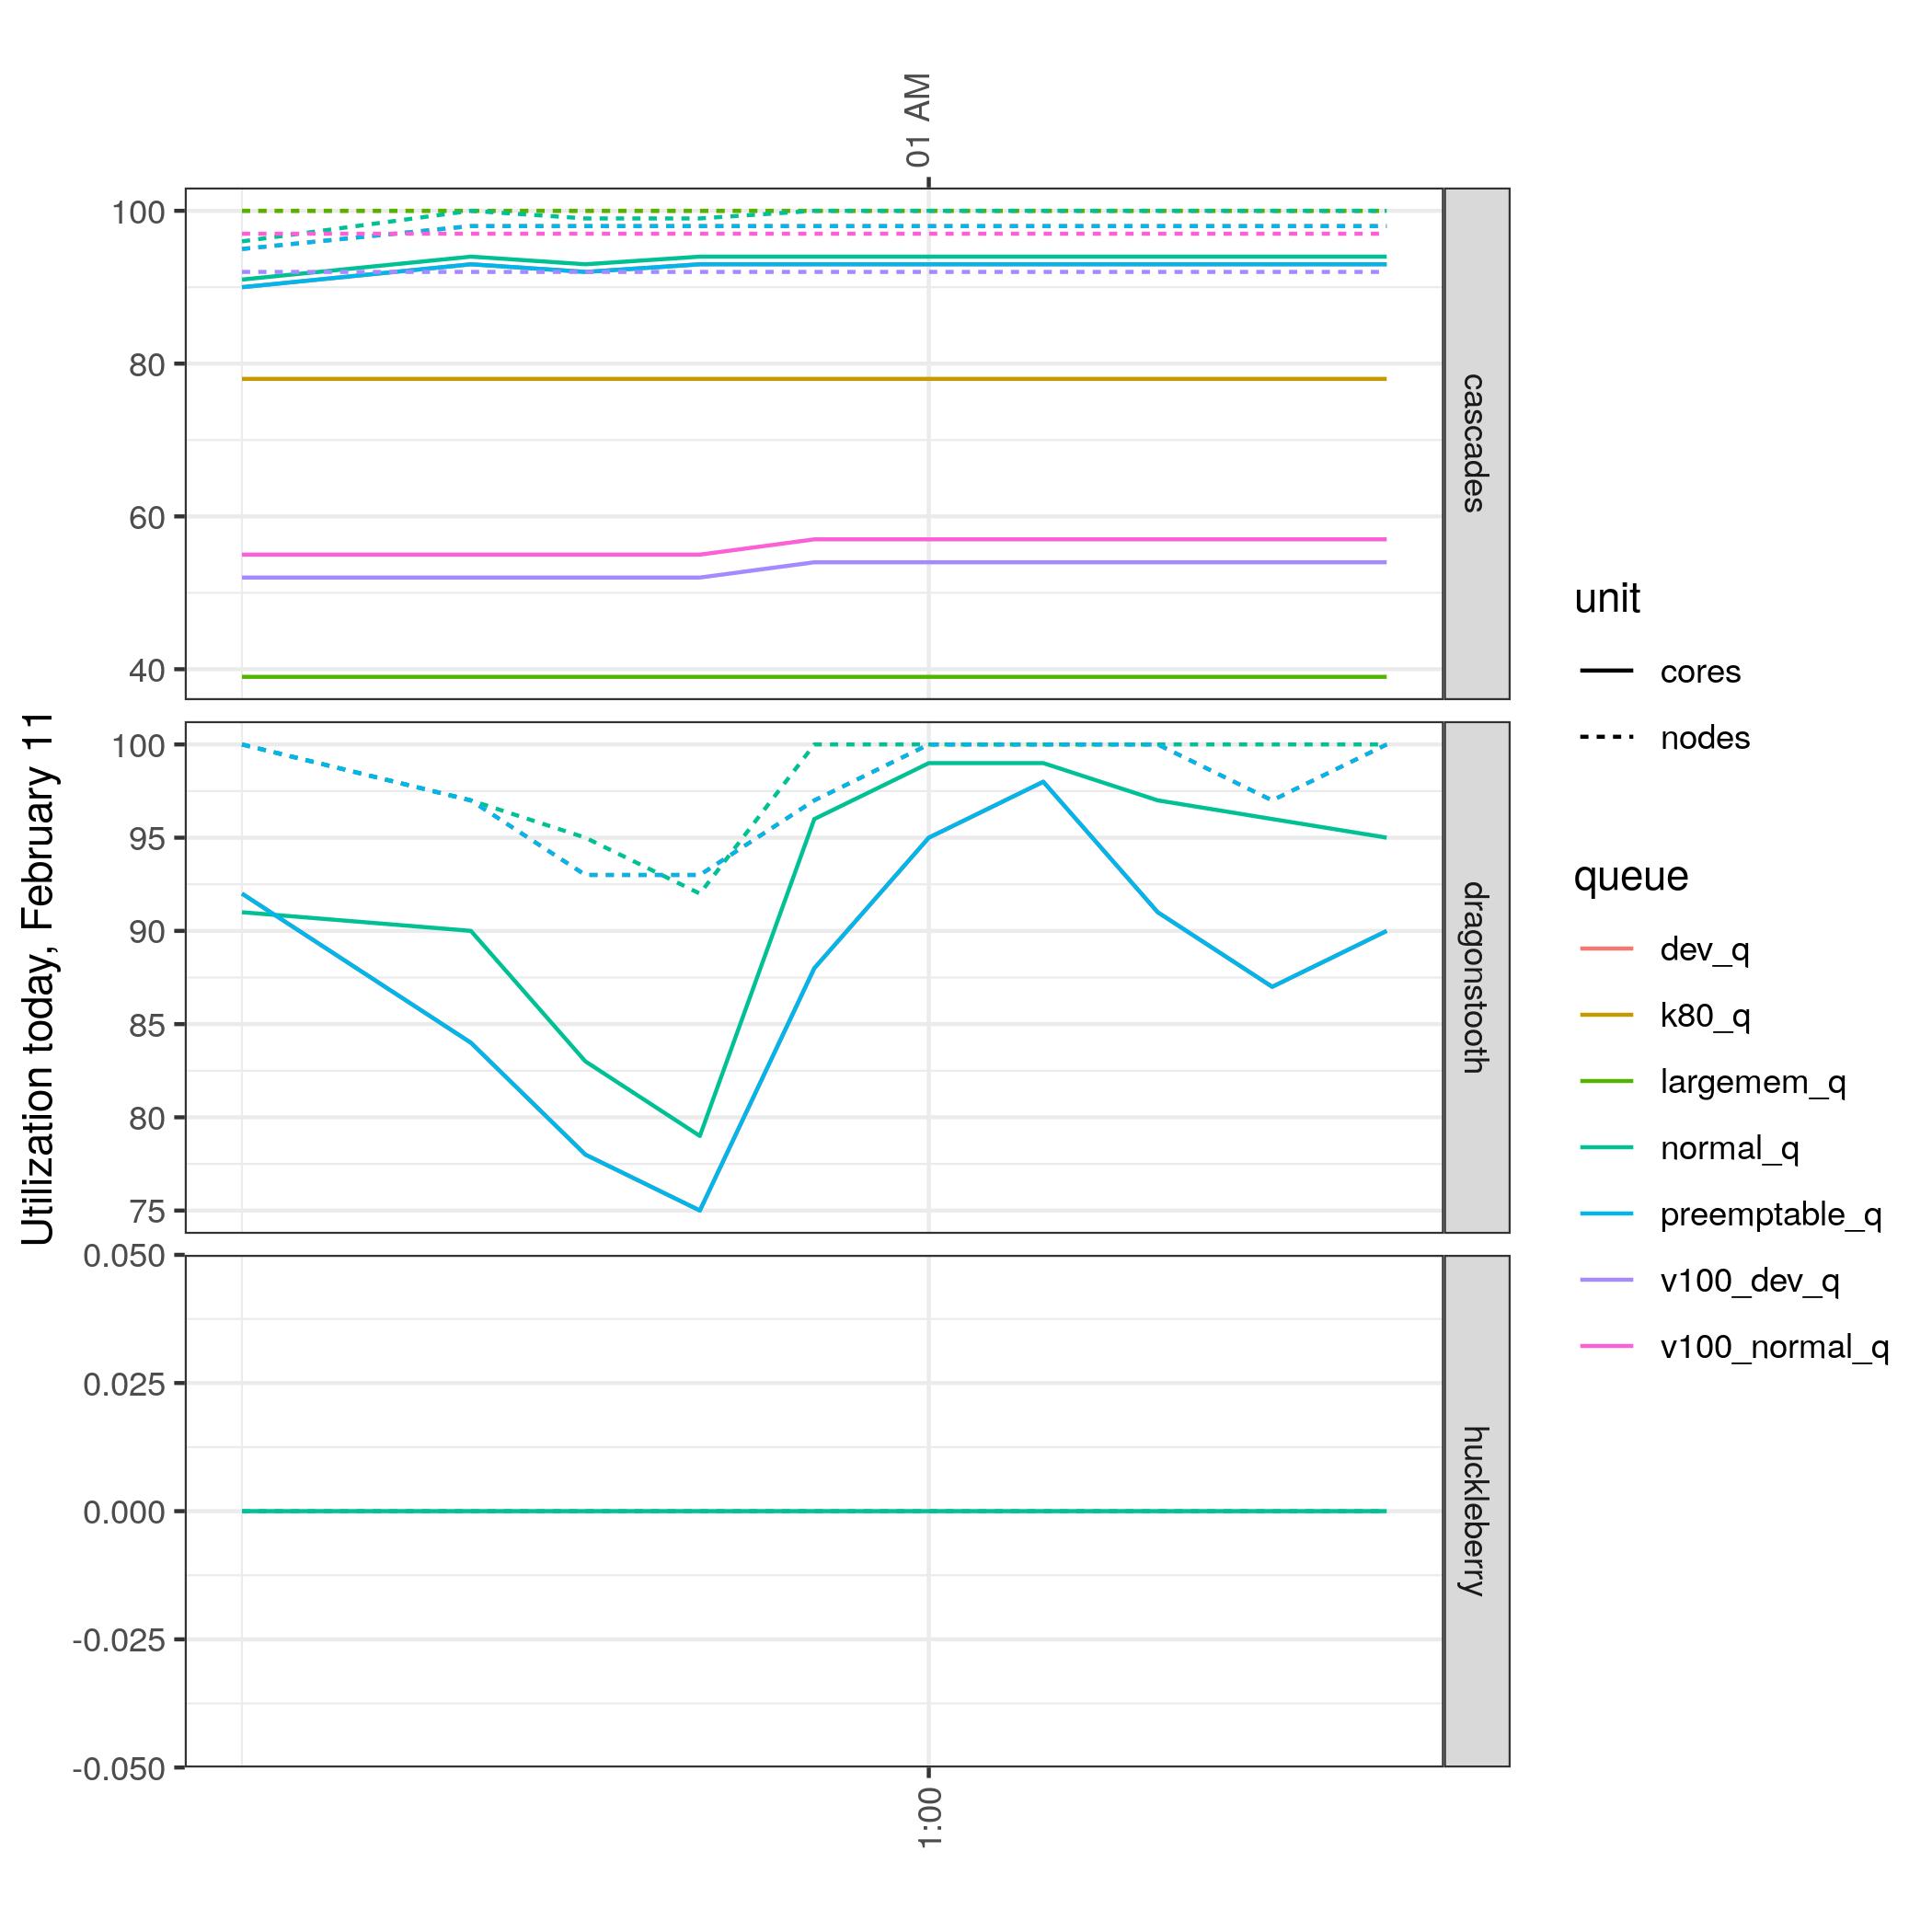 01 AM
Utilization today, February 11
100
80
60
40
cascades
100
95
90
85
80
75
dragonstooth
0.050
0.025
0.000
-0.025
-0.050
huckleberry
1:00
unit
cores
nodes
queue
dev_q
k80_q
largemem_q
normal_q
preemptable_q
v100_dev_q
v100_normal_q